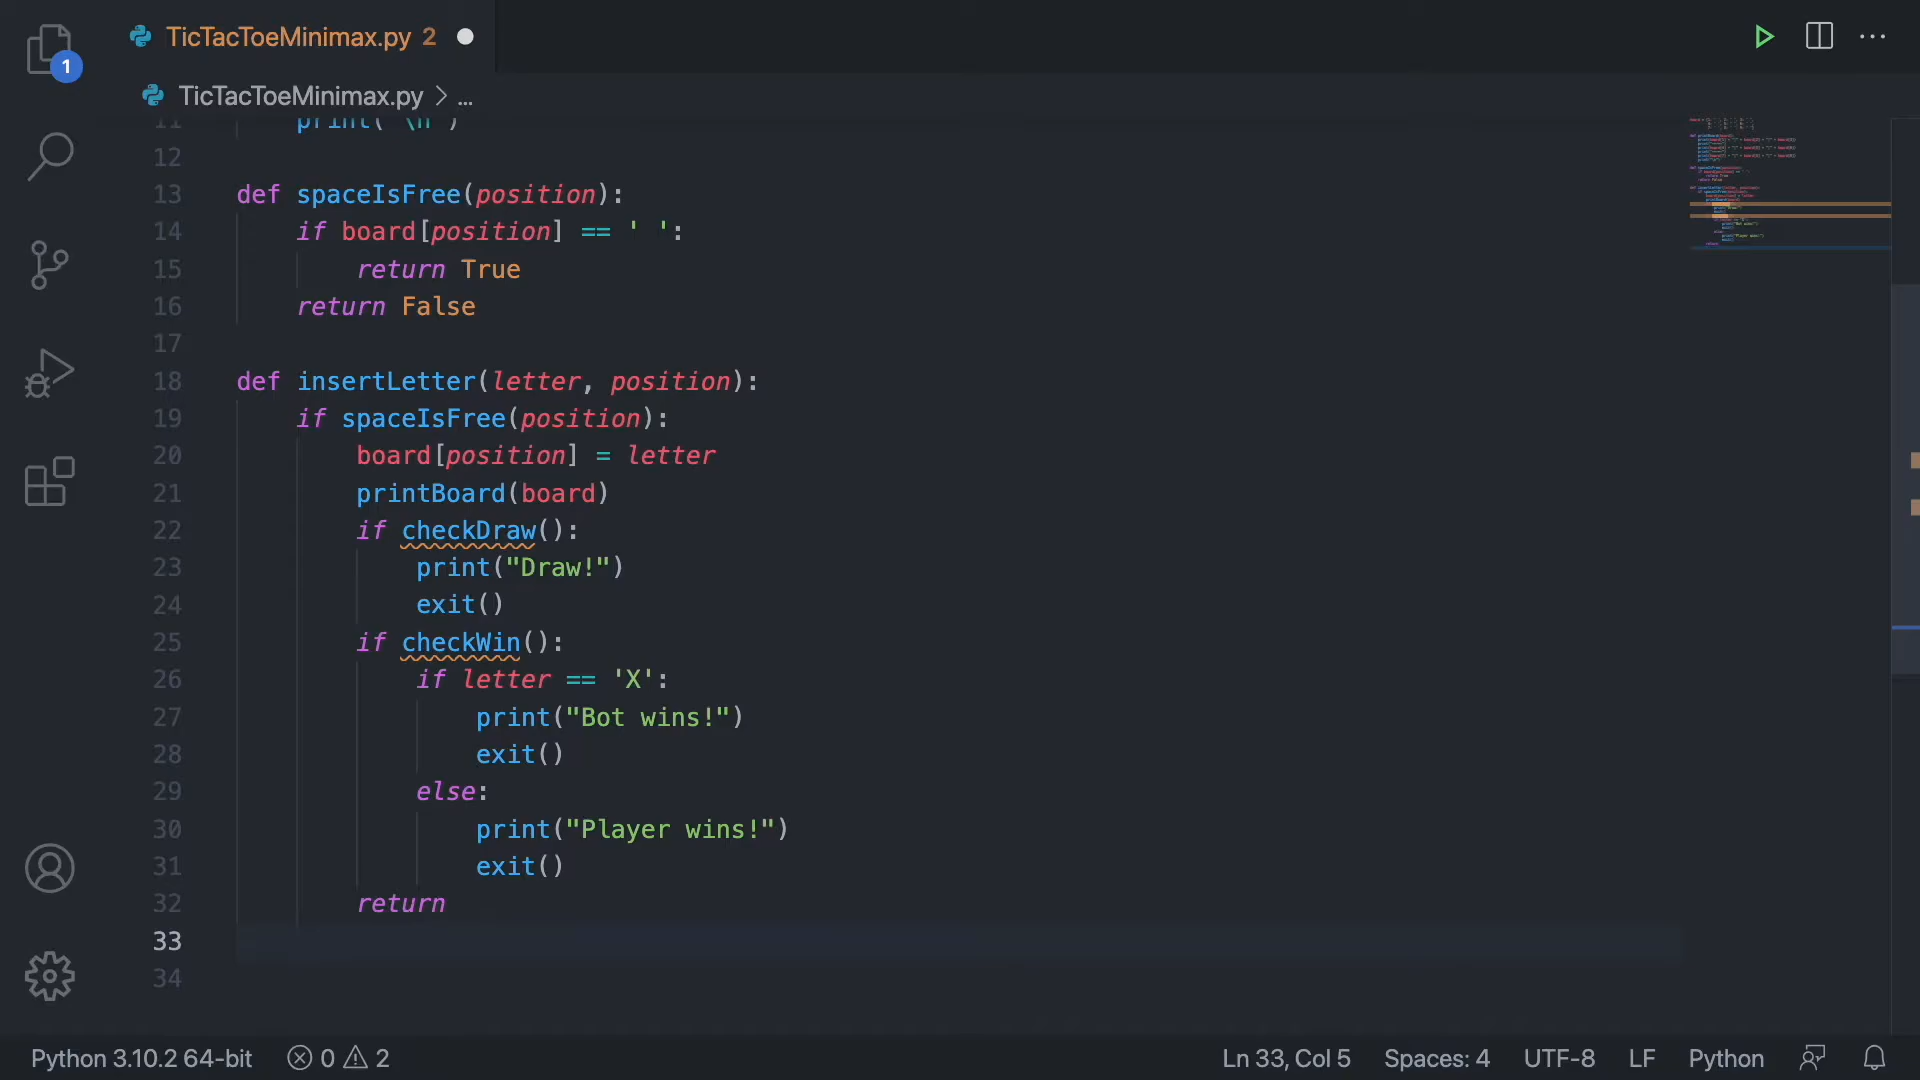 TicTacToeMinimax.py 2
1
TicTacToeMinimax.py > ...
11 print("\n")
12
13 def spaceIsFree(position):
14 if board[position] == ' ':
15 return True
16 return False
17
18 def insertLetter(letter, position):
19 if spaceIsFree(position):
20 board[position] = letter
21 printBoard(board)
22 if checkDraw():
23 print("Draw!")
24 exit()
25 if checkWin():
26 if letter == 'X':
27 print("Bot wins!")
28 exit()
29 else:
30 print("Player wins!")
31 exit()
32 return
33
34
Python 3.10.2 64-bit 0 2 Ln 33, Col 5 Spaces: 4 UTF-8 LF Python